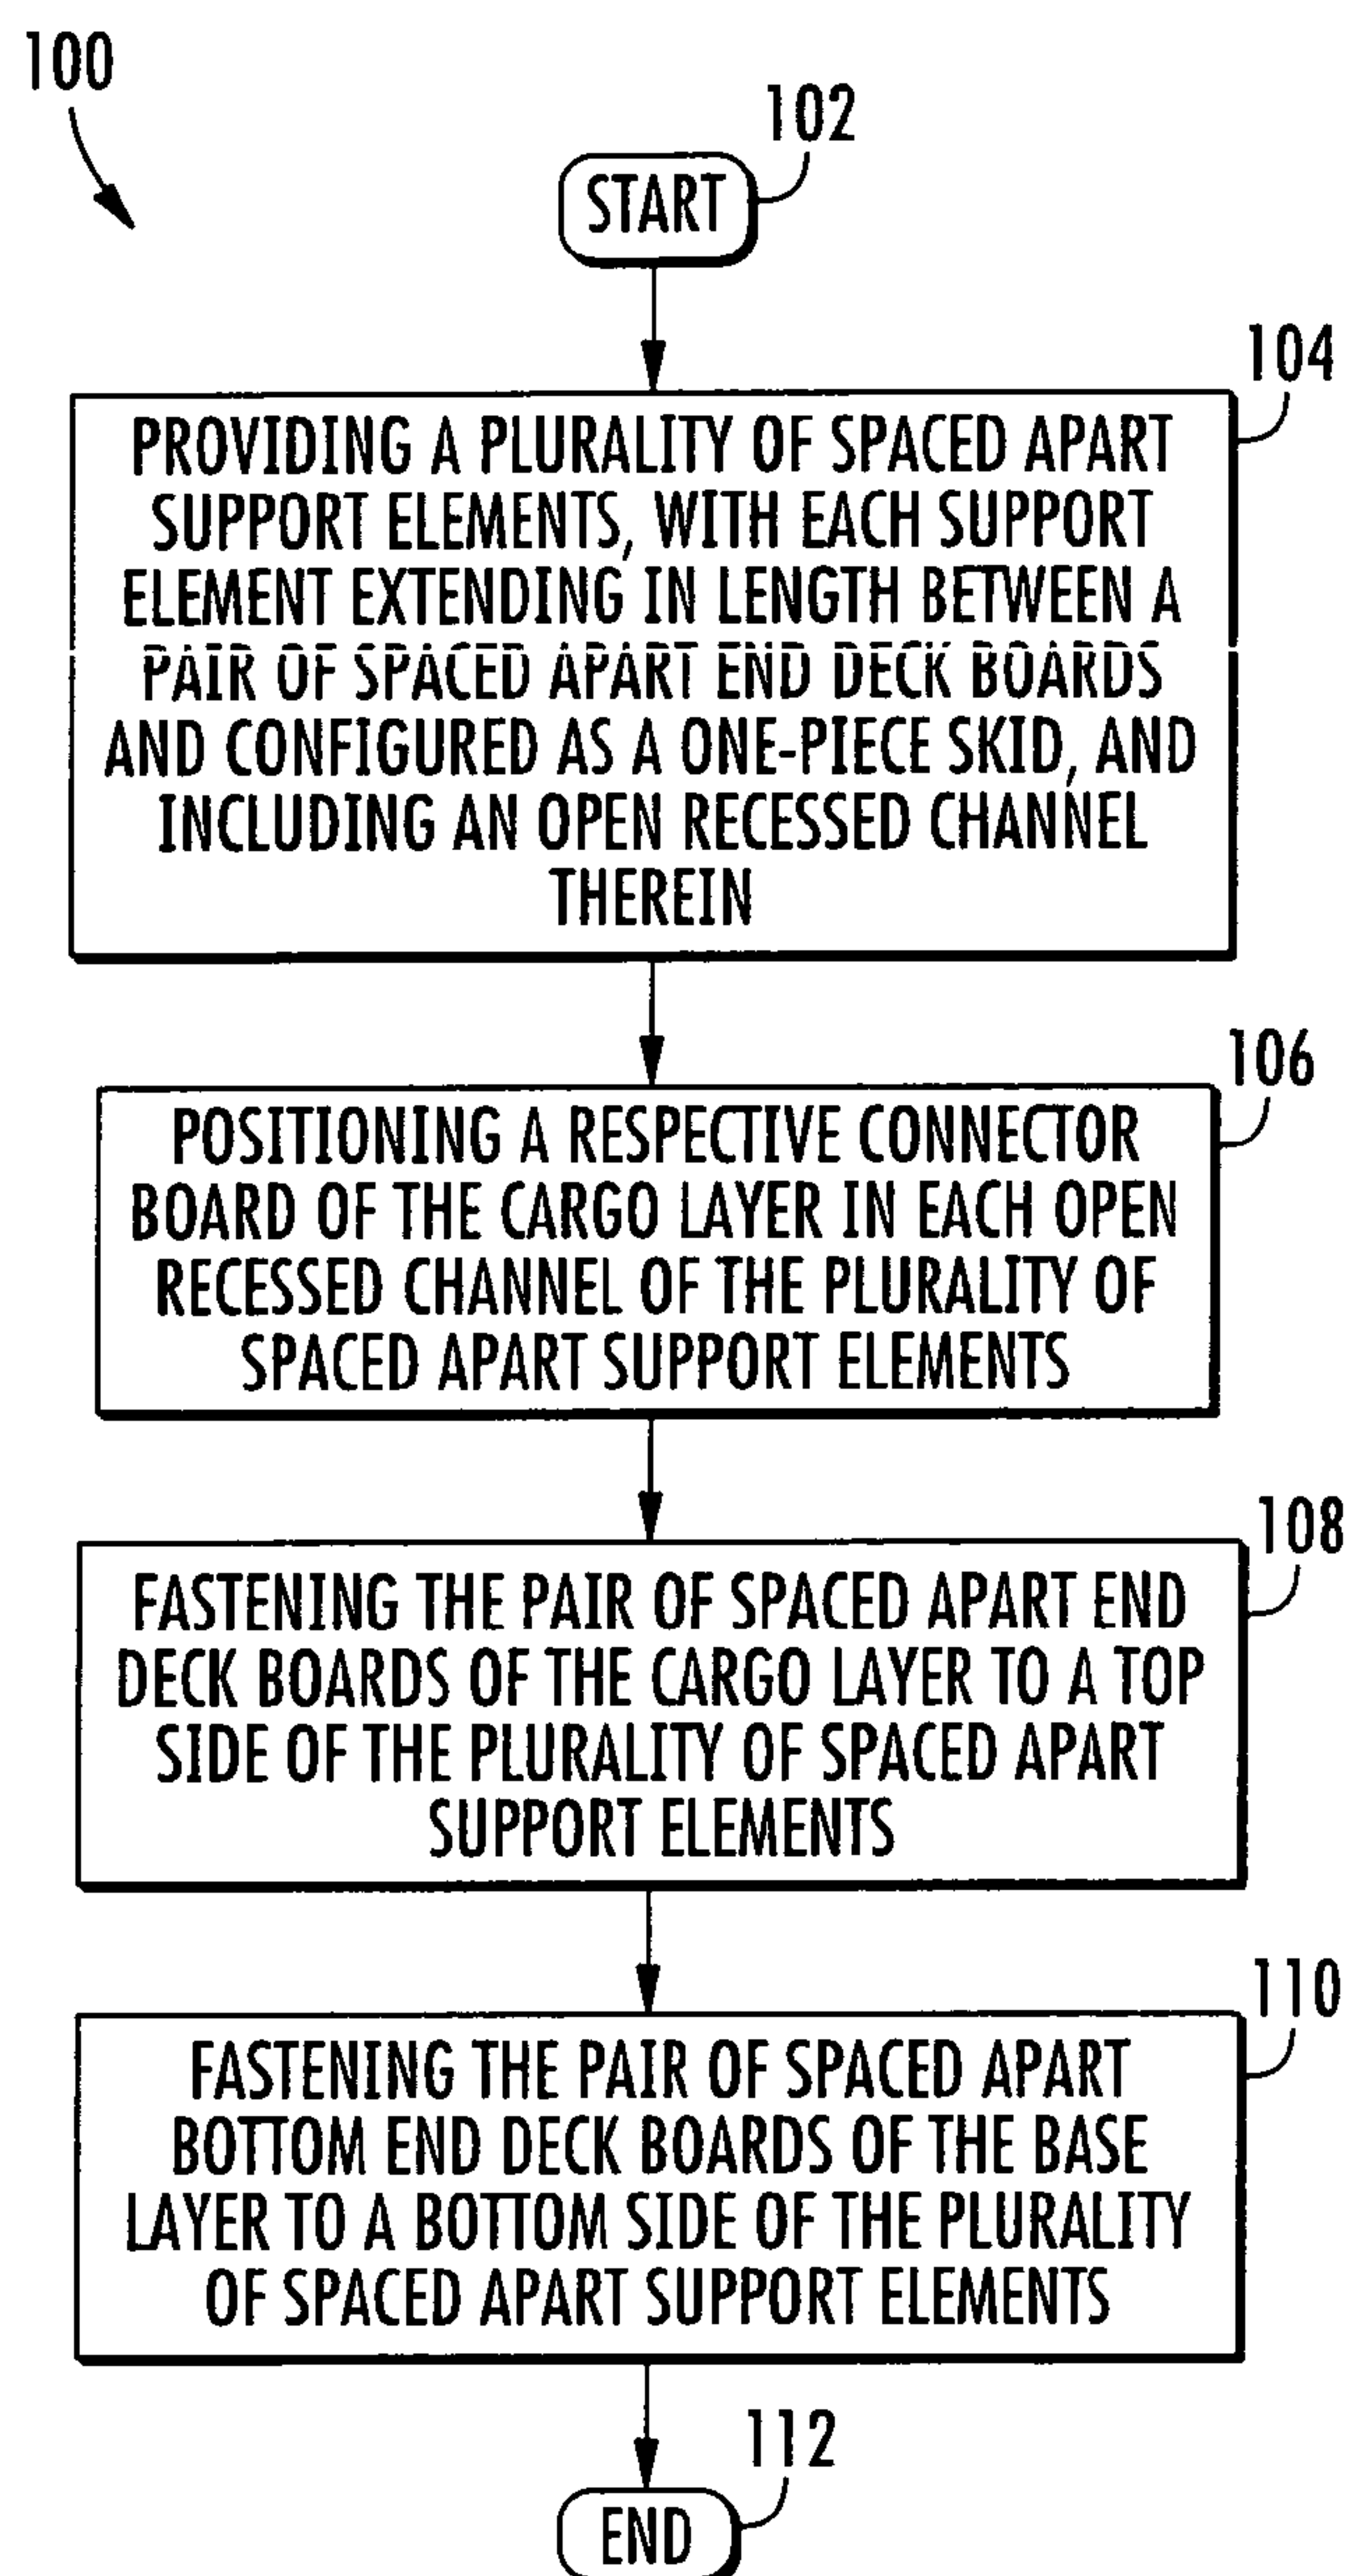 100
102
START
104
PROVIDING A PLURALITY OF SPACED APART
SUPPORT ELEMENTS, WITH EACH SUPPORT
ELEMENT EXTENDING IN LENGTH BETWEEN A
PAIR OF SPACED APART END DECK BOARDS
AND CONFIGURED AS A ONE-PIECE SKID, AND
INCLUDING AN OPEN RECESSED CHANNEL
THEREIN
106
POSITIONING A RESPECTIVE CONNECTOR
BOARD OF THE CARGO LAYER IN EACH OPEN
RECESSED CHANNEL OF THE PLURALITY OF
SPACED APART SUPPORT ELEMENTS
108
FASTENING THE PAIR OF SPACED APART END
DECK BOARDS OF THE CARGO LAYER TO A TOP
SIDE OF THE PLURALITY OF SPACED APART
SUPPORT ELEMENTS
110
FASTENING THE PAIR OF SPACED APART
BOTTOM END DECK BOARDS OF THE BASE
LAYER TO A BOTTOM SIDE OF THE PLURALITY
OF SPACED APART SUPPORT ELEMENTS
112
END